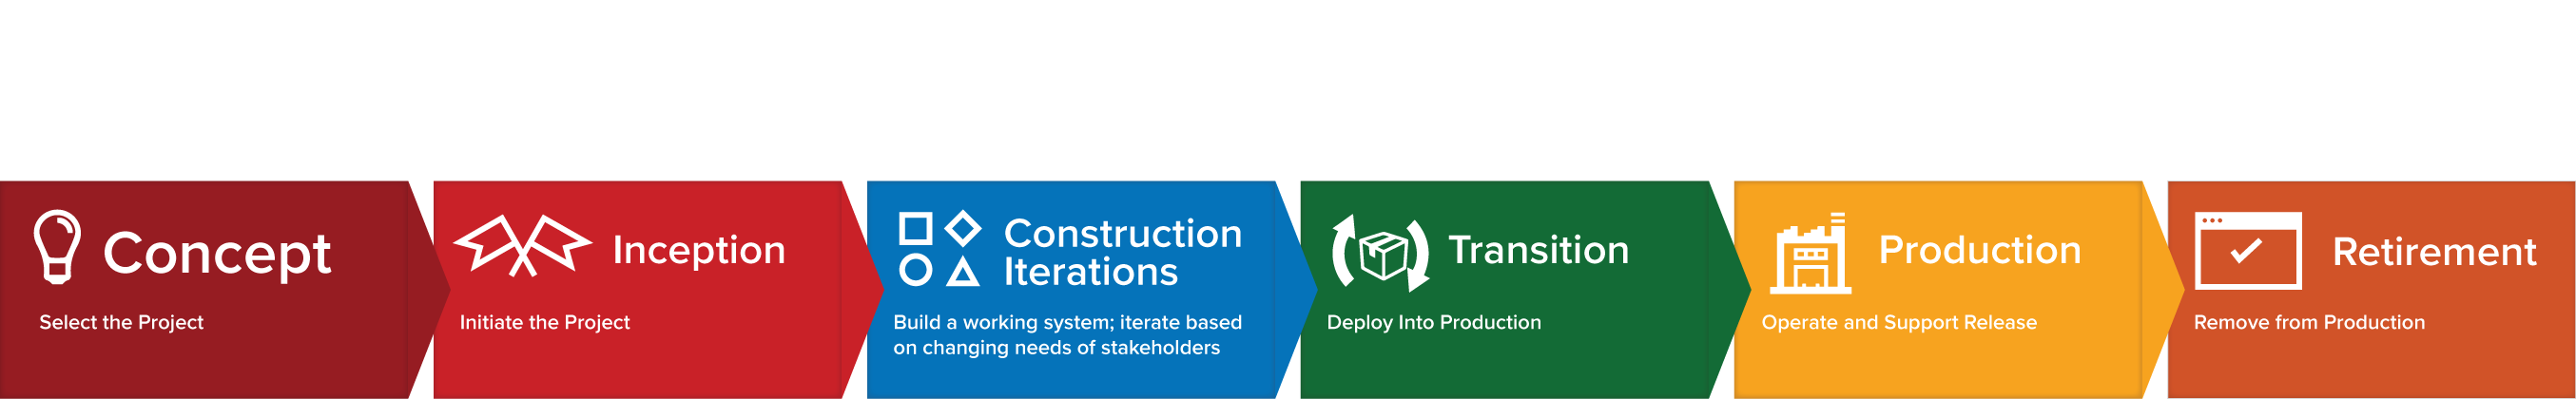 Concept
Select the Project
Inception
Initiate the Project
Construction
Iterations
Build a working system; iterate based
on changing needs of stakeholders
Transition
Deploy Into Production
Production
Operate and Support Release
Retirement
Remove from Production